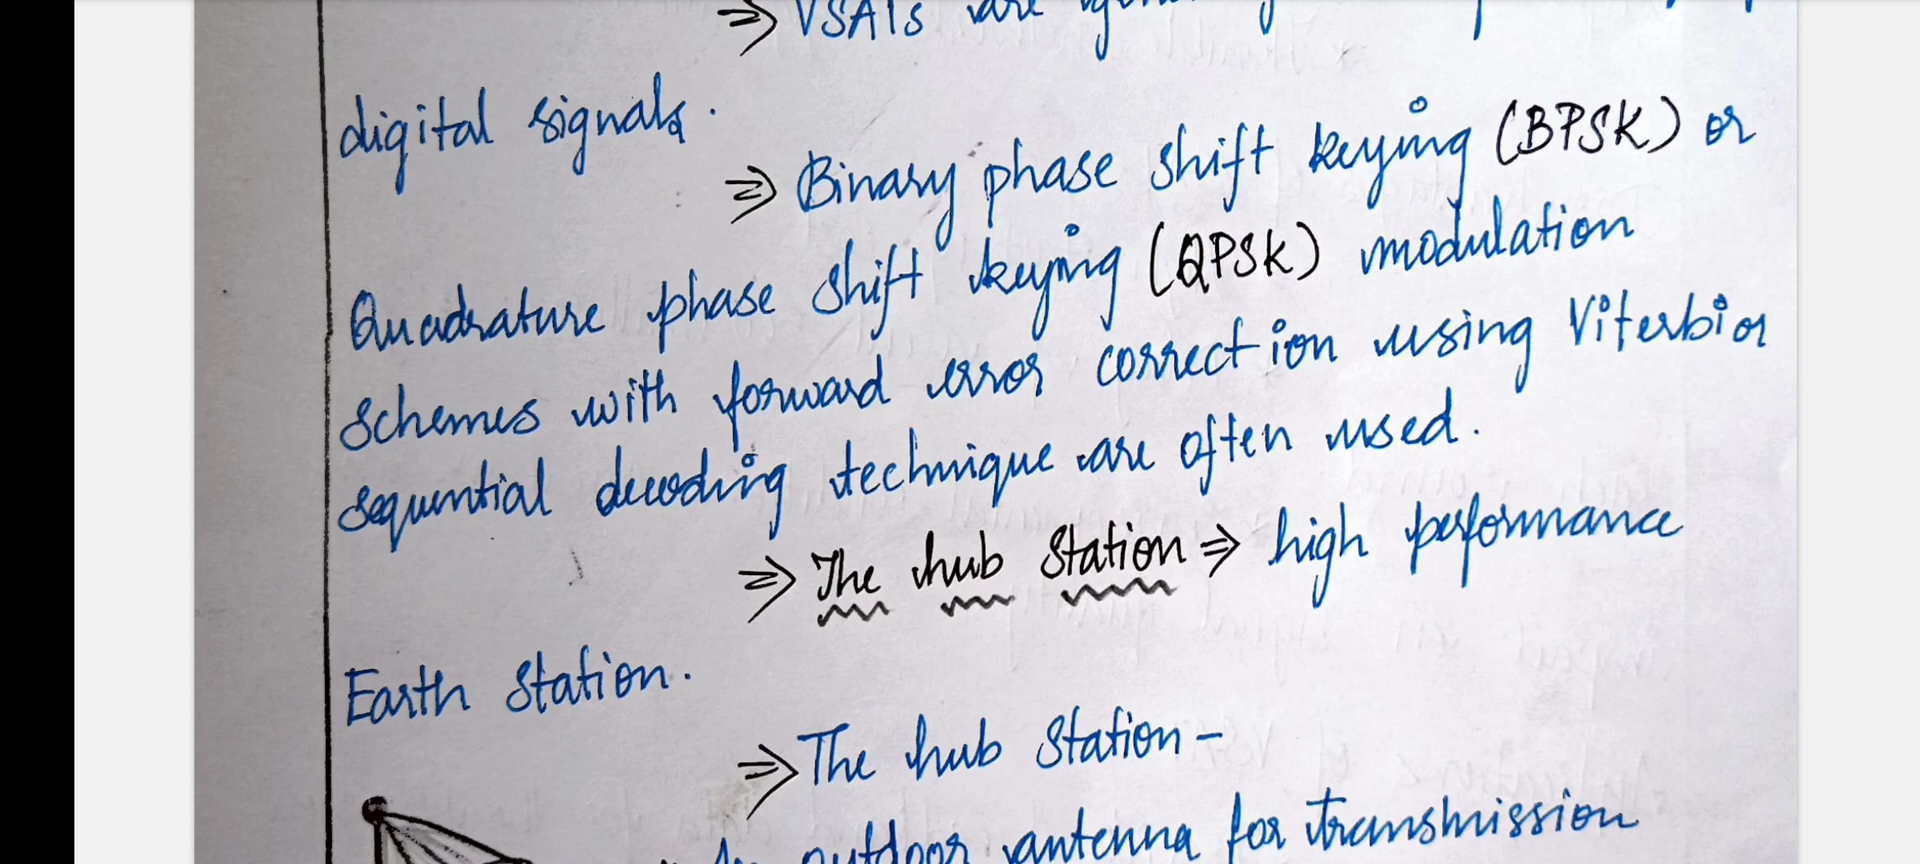 ⇒ VSATs are
digital signals.
⇒ Binary phase shift keying (BPSK) or
Quadrature phase shift keying (QPSK) modulation
schemes with forward error correction using Viterbi or
sequential decoding technique are often used.
⇒ The hub Station ⇒ high performance
Earth Station.
⇒ The hub Station -
outdoor antenna for transmission